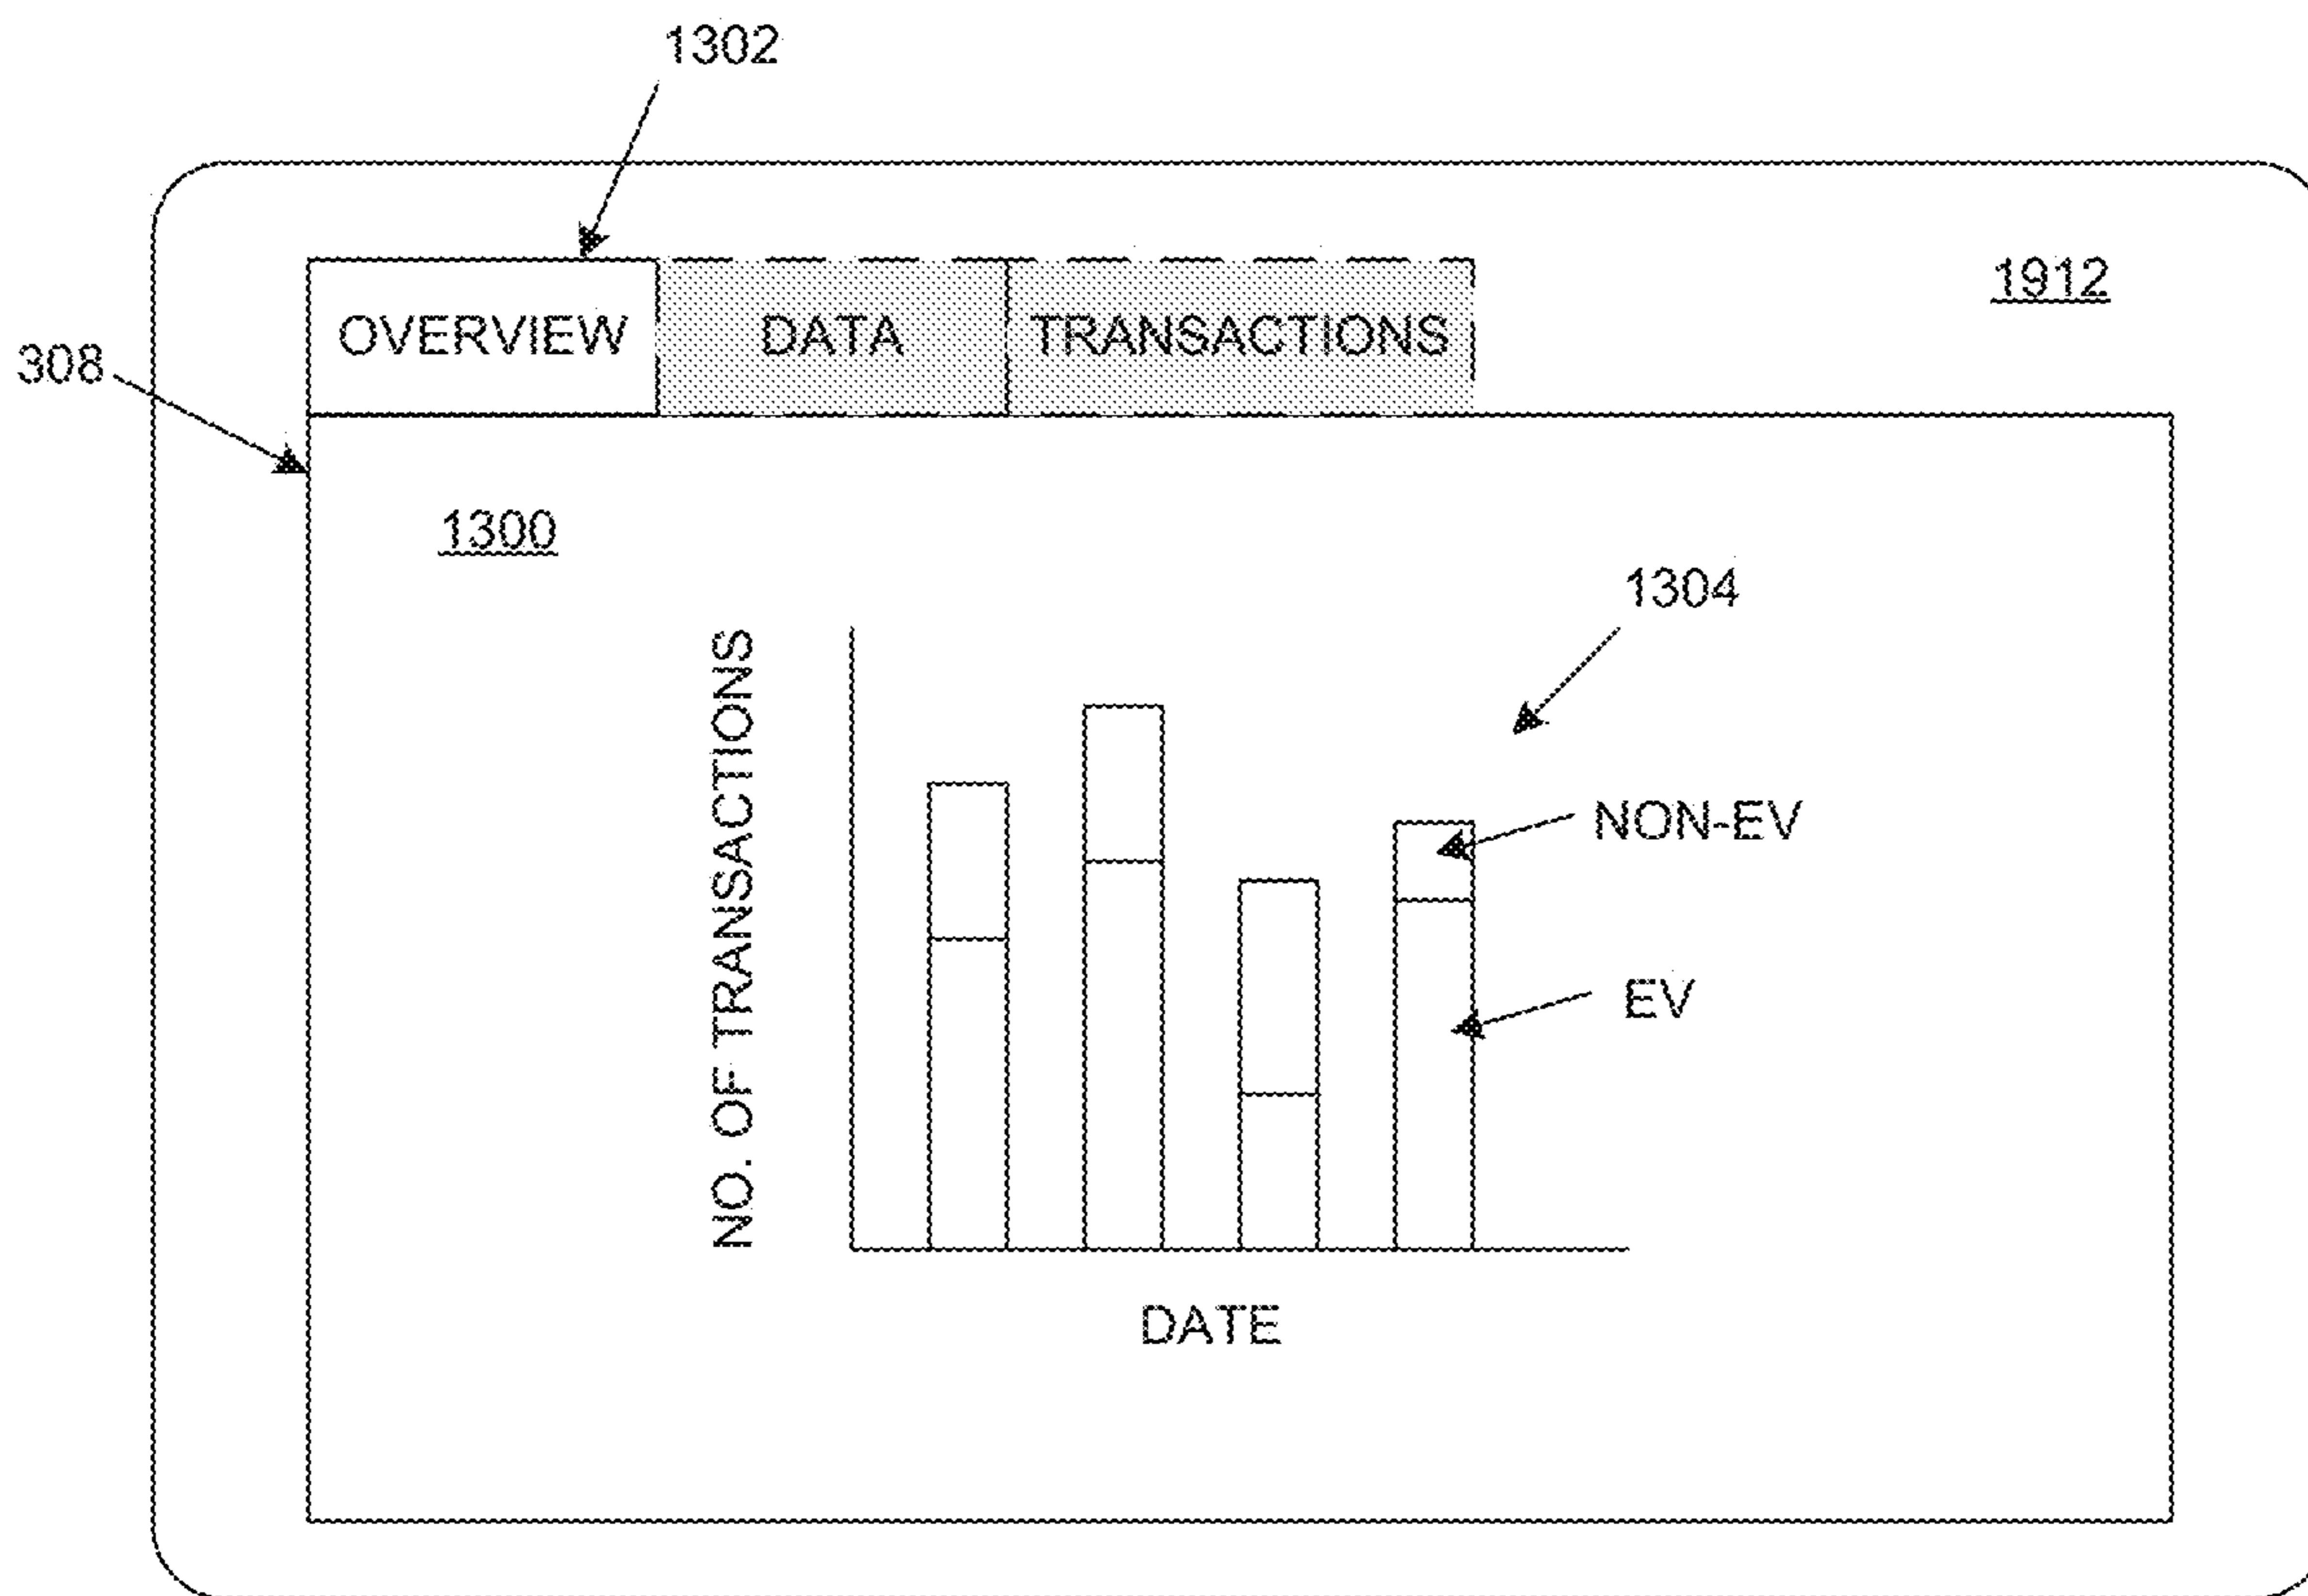 1302
1912
OVERVIEW DATA TRANSACTIONS
308
1300
1304
NO. OF TRANSACTIONS
NON-EV
EV
DATE